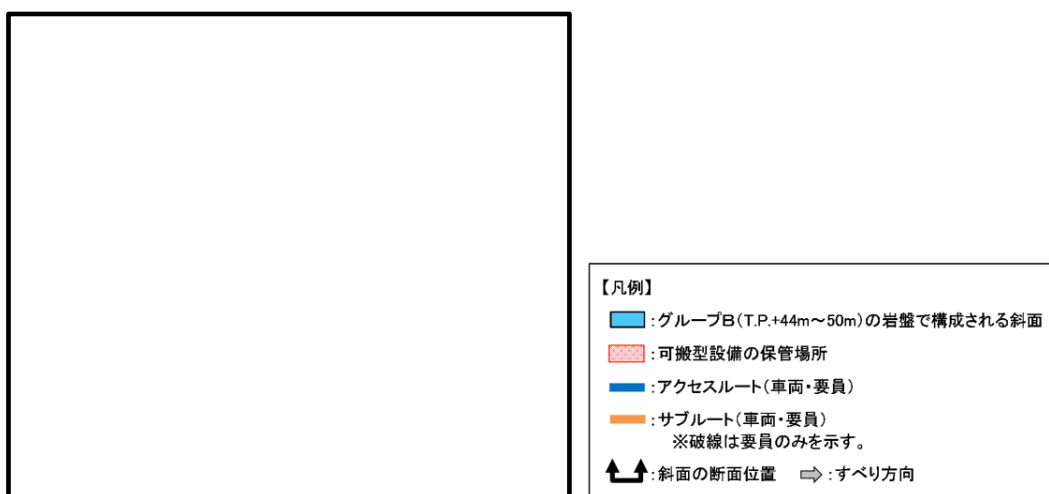 【凡例】
:グループB(T.P.+44m～50m)の岩盤で構成される斜面
:可搬型設備の保管場所
:アクセスルート(車両・要員)
:サブルート(車両・要員)
※破線は要員のみを示す。
:斜面の断面位置 :すべり方向